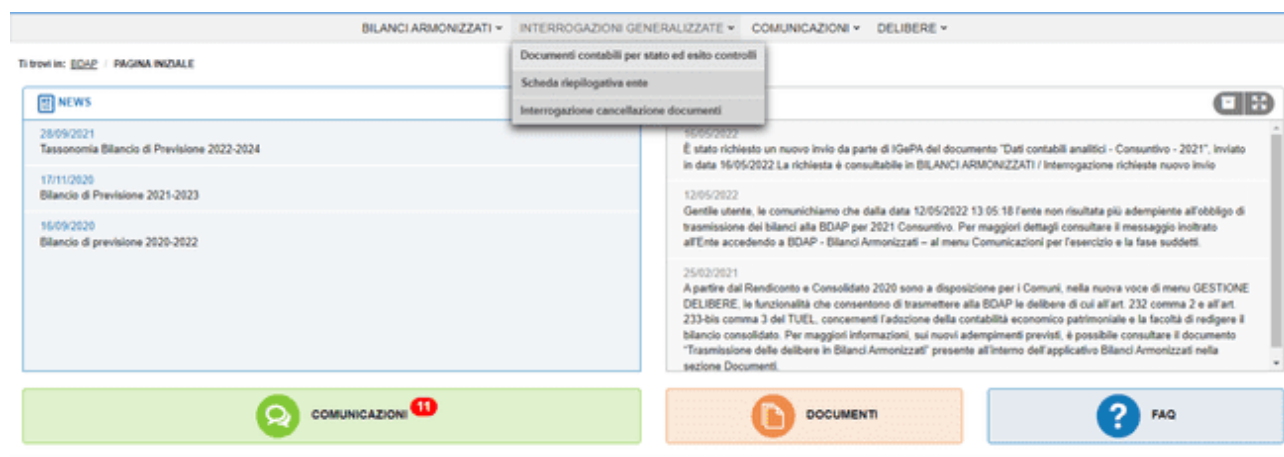 BILANCI ARMONIZZATI INTERROGAZIONI GENERALIZZATE COMUNICAZIONI DELIBERE
Documenti contabili per stato ed esito controlli
Scheda riepilogativa ente
Interrogazione cancellazione documenti
Ti trovi in: BDAP / PAGINA INIZIALE
NEWS
28/09/2021
Tassonomia Bilancio di Previsione 2022-2024
17/11/2020
Bilancio di Previsione 2021-2023
16/09/2020
Bilancio di previsione 2020-2022
16/05/2022
È stato richiesto un nuovo invio da parte di IGePA del documento "Dati contabili analitici - Consuntivo - 2021", inviato
in data 16/05/2022 La richiesta è consultabile in BILANCI ARMONIZZATI / Interrogazione richieste nuovo invio
12/05/2022
Gentile utente, le comunichiamo che dalla data 12/05/2022 13 05 18 l'ente non risultata più adempiente all'obbligo di
trasmissione dei bilanci alla BDAP per 2021 Consuntivo. Per maggiori dettagli consultare il messaggio inoltrato
all'Ente accedendo a BDAP - Bilanci Armonizzati – al menu Comunicazioni per l'esercizio e la fase suddetti.
25/02/2021
A partire dal Rendiconto e Consolidato 2020 sono a disposizione per i Comuni, nella nuova voce di menu GESTIONE
DELIBERE, le funzionalità che consentono di trasmettere alla BDAP le delibere di cui all'art. 232 comma 2 e all'art.
233-bis comma 3 del TUEL, concernenti l'adozione della contabilità economico patrimoniale e la facoltà di redigere il
bilancio consolidato. Per maggiori informazioni, sui nuovi adempimenti previsti, è possibile consultare il documento
"Trasmissione delle delibere in Bilanci Armonizzati" presente all'interno dell'applicativo Bilanci Armonizzati nella
sezione Documenti.
COMUNICAZIONI 11
DOCUMENTI
? FAQ